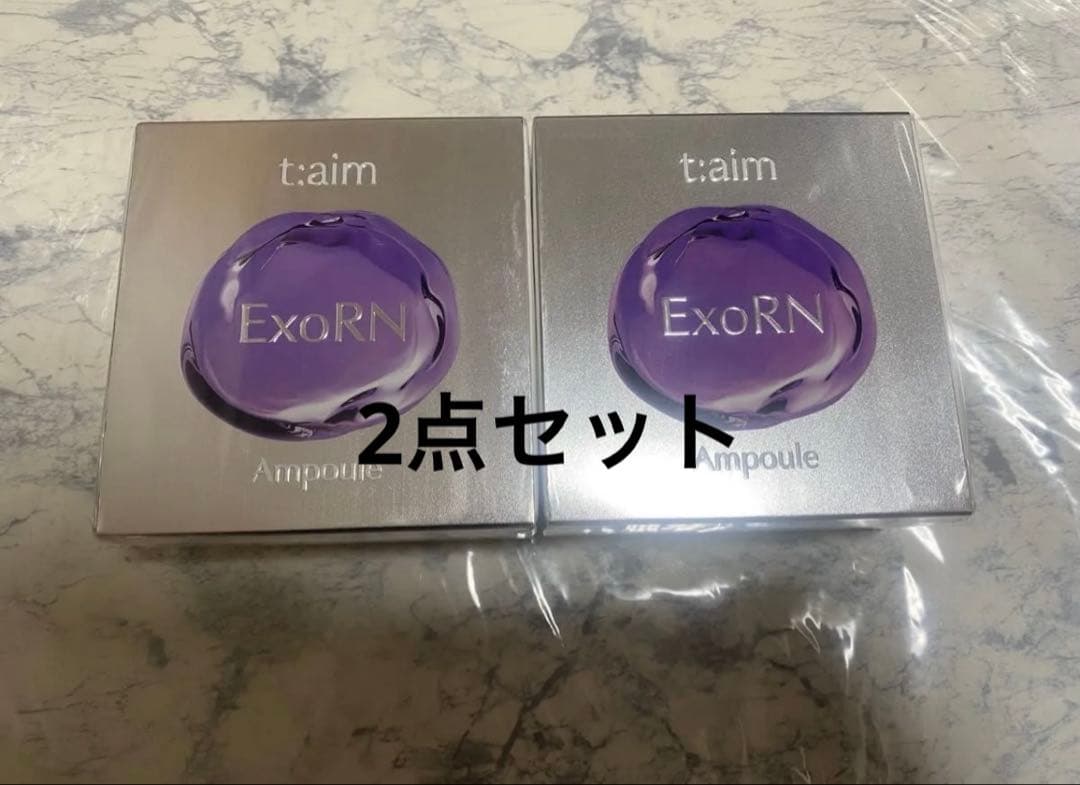 t:aim
ExoRN
Ampoule
t:aim
ExoRN
Ampoule
2点セット